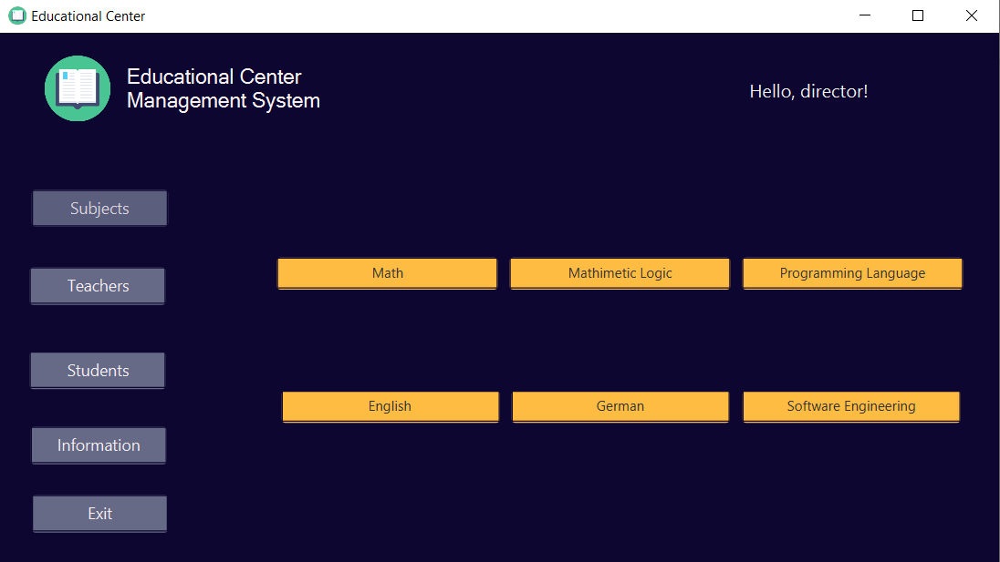 Educational Center
Educational Center
Management System
Hello, director!
Subjects
Teachers
Students
Information
Exit
Math
Mathimetic Logic
Programming Language
English
German
Software Engineering